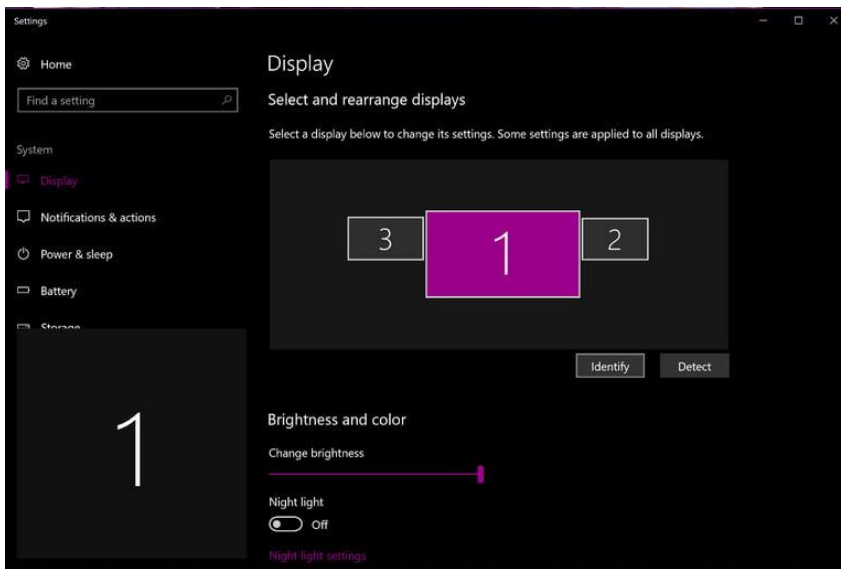 Settings
Home
Find a setting
System
Display
Notifications & actions
Power & sleep
Battery
Storage
1
Display
Select and rearrange displays
Select a display below to change its settings. Some settings are applied to all displays.
3 1 2
Identify Detect
Brightness and color
Change brightness
Night light
Off
Night light settings